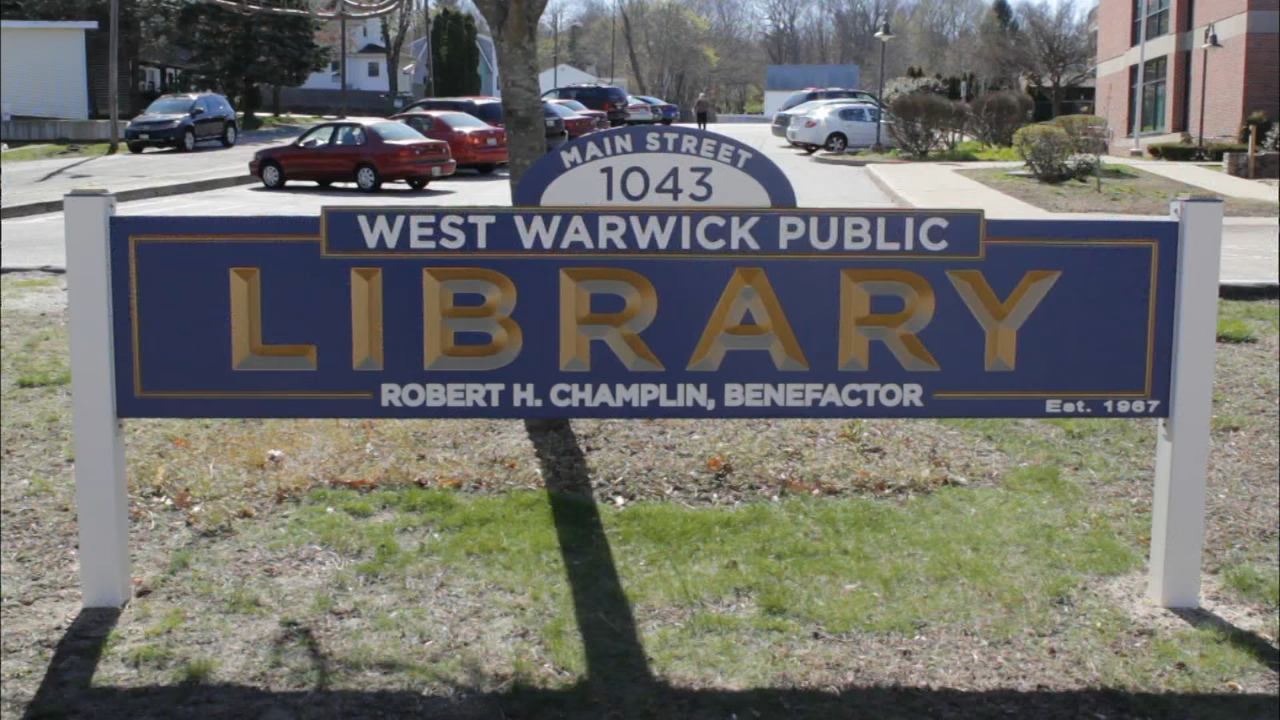 MAIN STREET
1043
WEST WARWICK PUBLIC
LIBRARY
ROBERT H. CHAMPLIN, BENEFACTOR
Est. 1967